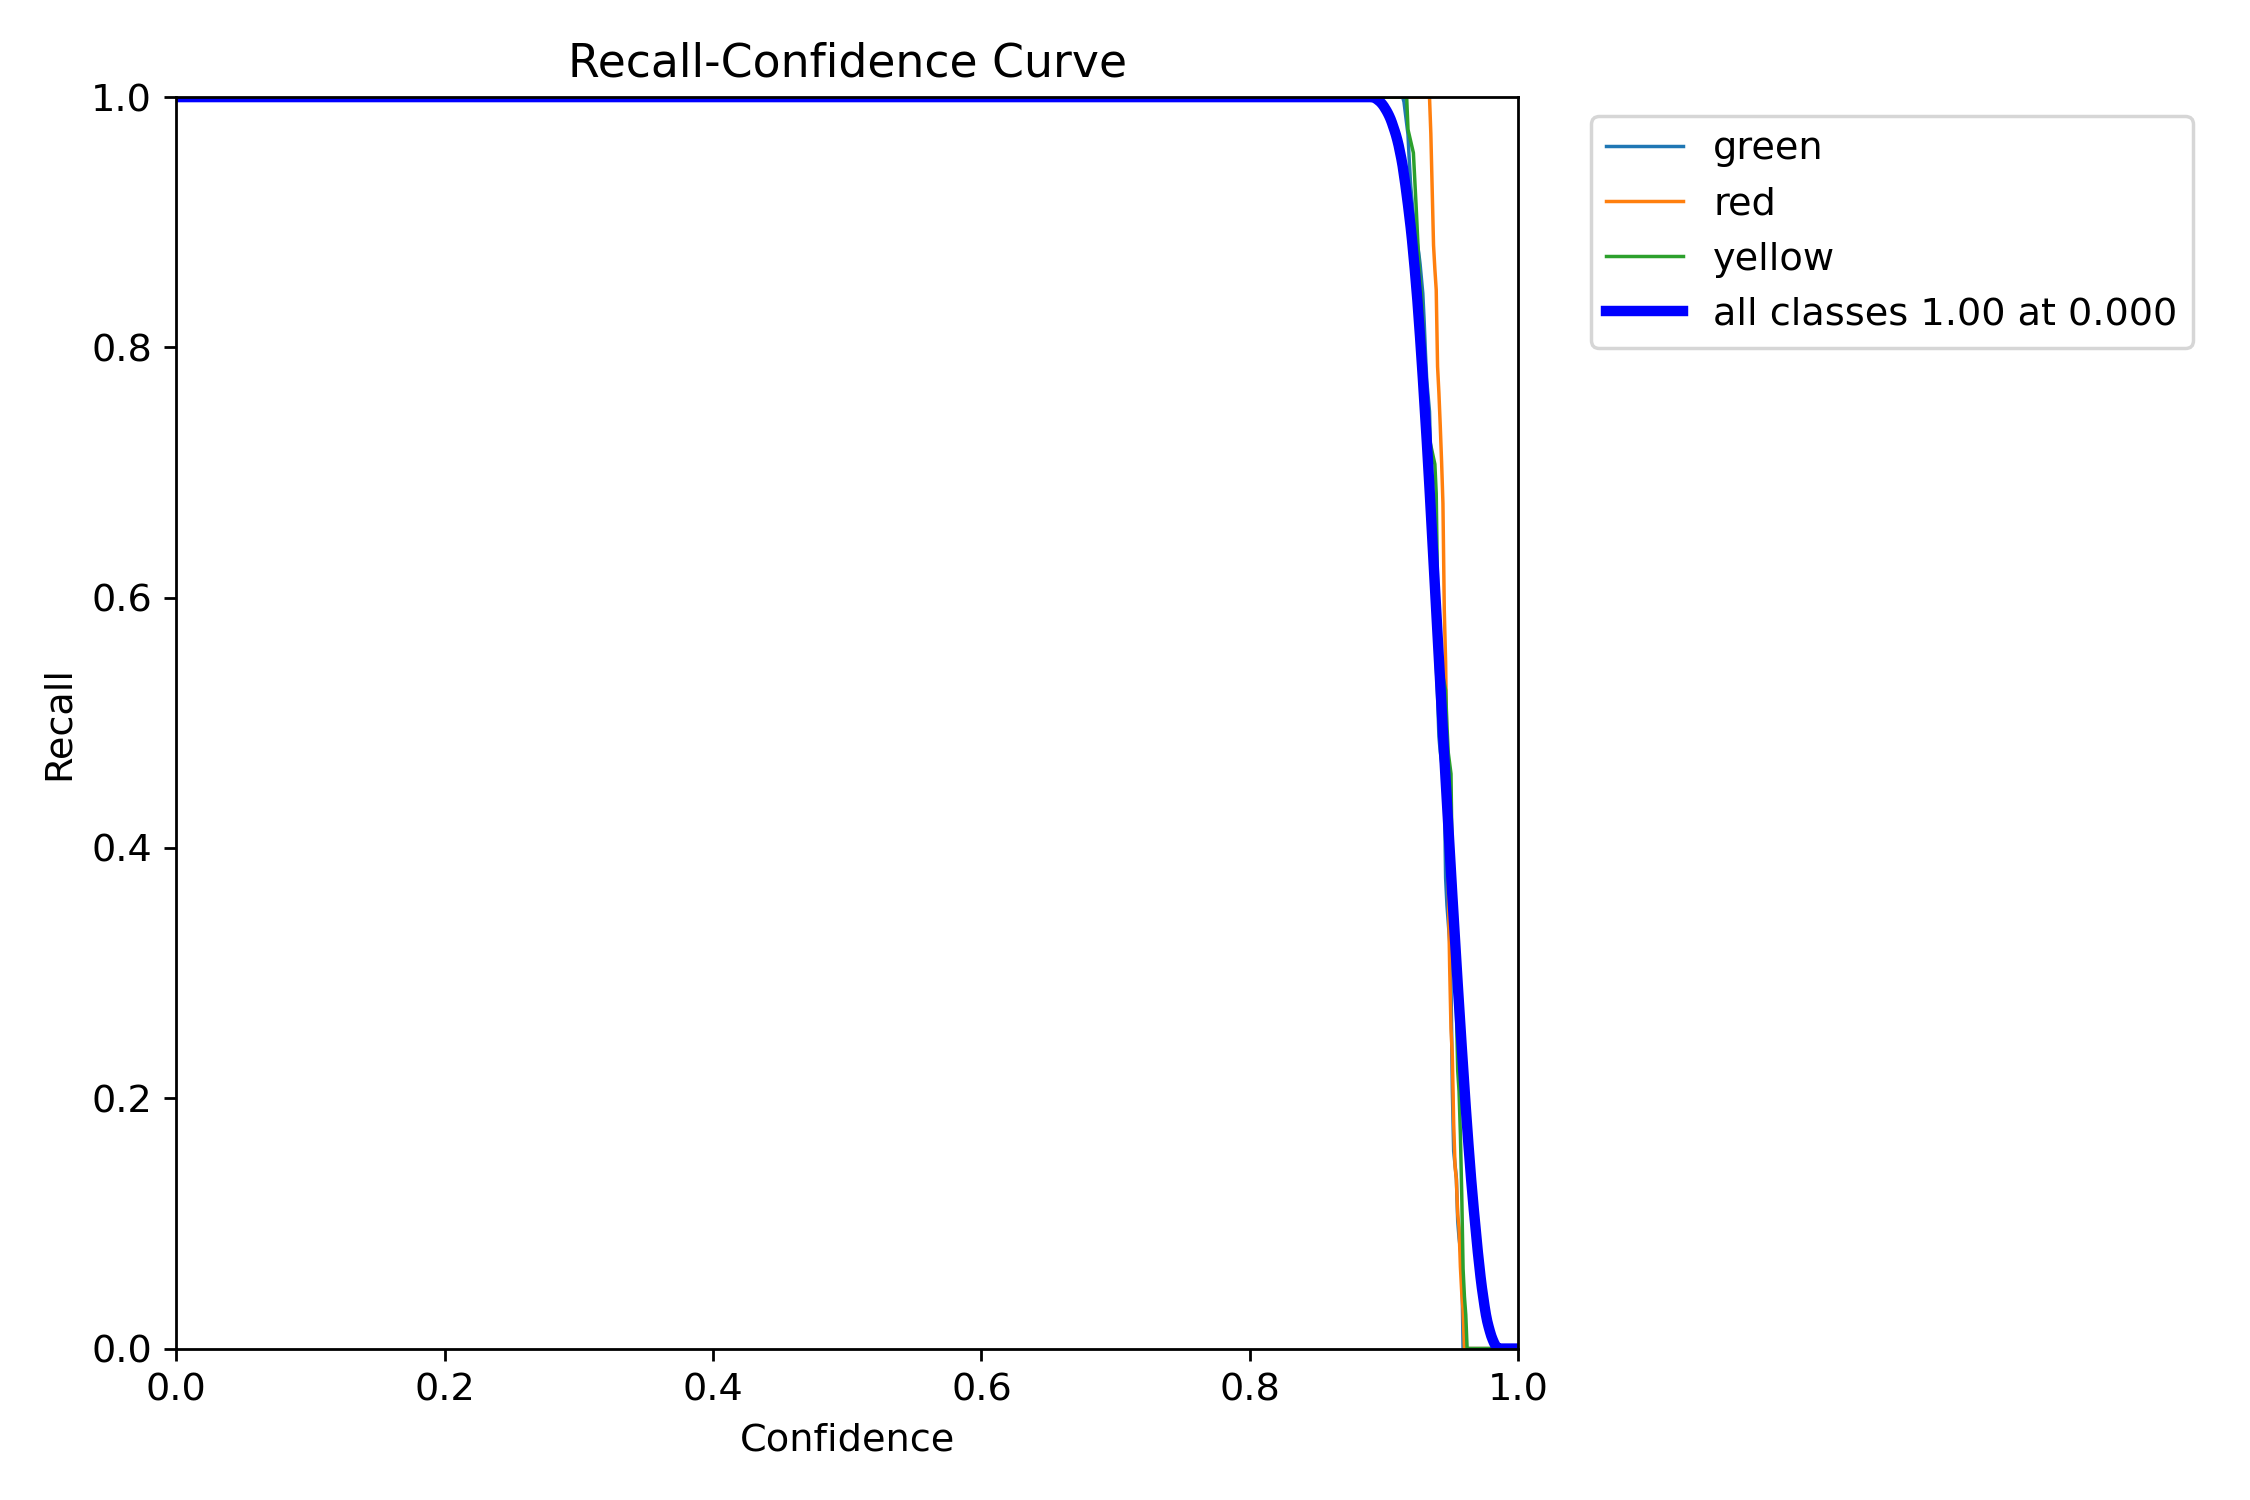 Recall-Confidence Curve
1.0
0.8
0.6
0.4
0.2
0.0
Recall
0.0 0.2 0.4 0.6 0.8 1.0
Confidence
green
red
yellow
all classes 1.00 at 0.000